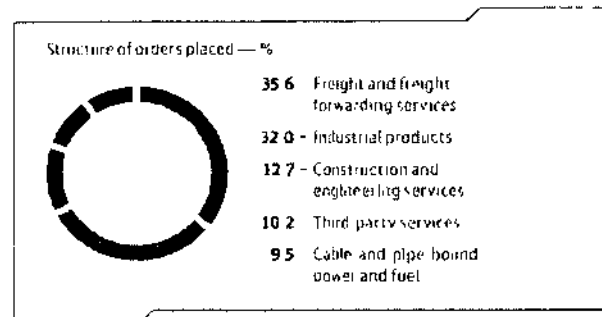 Structure of orders placed — %
35 6 Freight and freight
forwarding services
32 0 – Industrial products
12 7 – Construction and
engineering services
10 2 Third party services
9 5 Cable and pipe bound
power and fuel